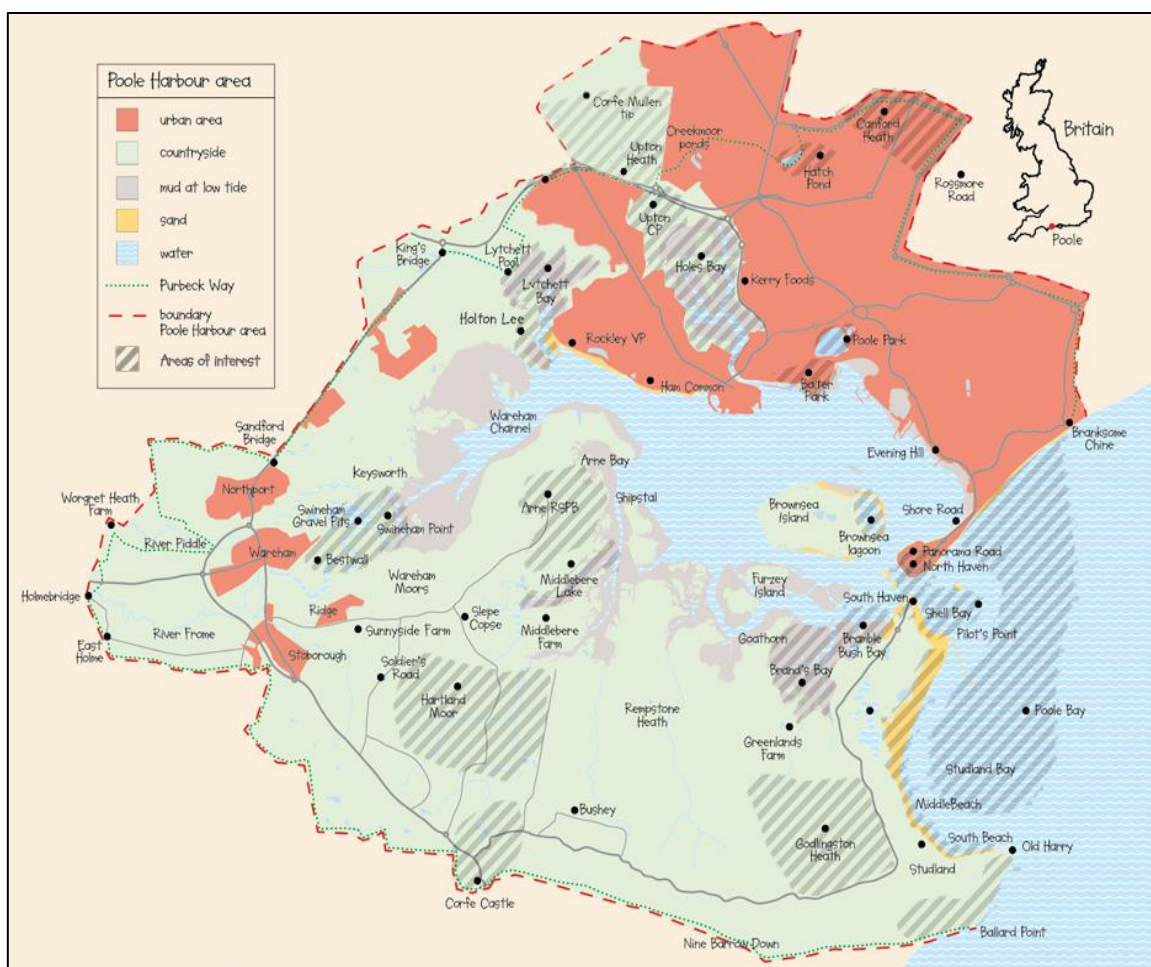 Poole Harbour area
urban area
countryside
mud at low tide
sand
water
Purbeck Way
boundary
Poole Harbour area
Areas of interest
Britain
Poole
Corfe Mullen
tip
Upton
Heath
Creekmoor
ponds
Canford
Heath
Hatch
Pond
Rossmore
Road
Upton
CP
King's
Bridge
Lytchett
Poil
Lytchett
Bay
Holes Bay
Kerry Foods
Holton Lee
Rockley VP
Poole Park
Ham Common
Baiter
Park
Wareham
Channel
Branksome
Chine
Sandford
Bridge
Evening Hill
Arne Bay
Keysworth
Northport
Worgret Heath
Farm
Arne RSPB
Shipstal
Brownsea
Island
Shore Road
Swineham
Gravel Pits
Swineham Point
Brownsea
lagoon
River Piddle
Panorama Road
Wareham
Bestwall
North Haven
Wareham
Moors
Middlebere
Lake
Furzey
Island
Holmebridge
South Haven
Shell Bay
Ridge
Slepe
Copse
Middlebere
Farm
Goathorn
Bramble
Bush Bay
Pilot's Point
River Frome
Sunnyside Farm
East
Holme
Stoborough
Soldier's
Road
Brand's Bay
Hartland
Moor
Rempstone
Heath
Poole Bay
Greenlands
Farm
Studland Bay
Bushey
MiddleBeach
Godlingston
Heath
South Beach
Old Harry
Studland
Corfe Castle
Ballard Point
Nine Barrow Down